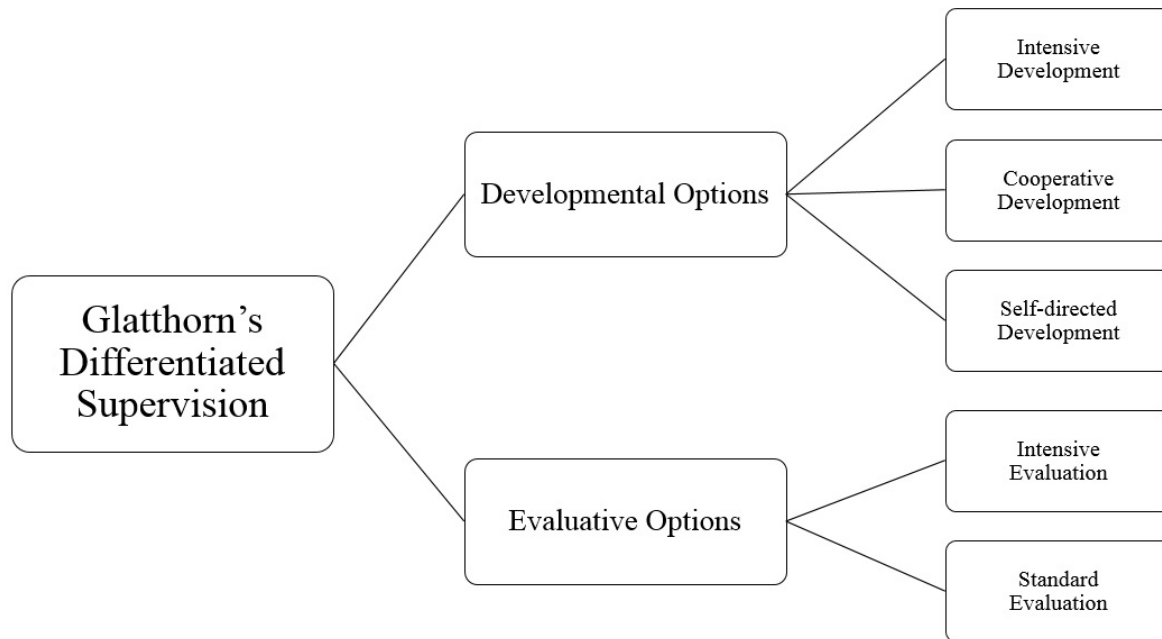 Glatthorn’s
Differentiated
Supervision
Developmental Options
Intensive
Development
Cooperative
Development
Self-directed
Development
Evaluative Options
Intensive
Evaluation
Standard
Evaluation